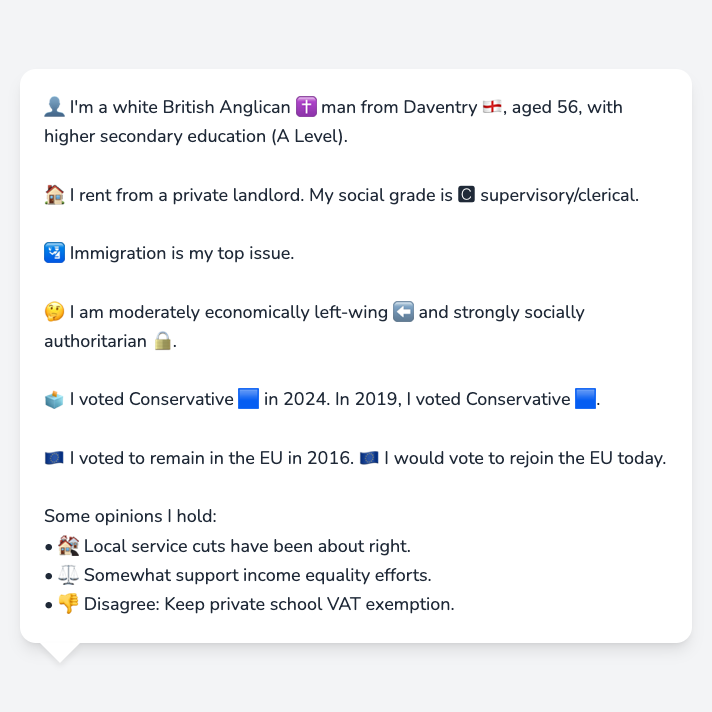 👤 I'm a white British Anglican ✝️ man from Daventry 🏴󠁧󠁢󠁥󠁮󠁧󠁿, aged 56, with
higher secondary education (A Level).
🏠 I rent from a private landlord. My social grade is 🅲 supervisory/clerical.
🛂 Immigration is my top issue.
🤔 I am moderately economically left-wing ⬅️ and strongly socially
authoritarian 🔒.
🗳️ I voted Conservative 🟦 in 2024. In 2019, I voted Conservative 🟦.
🇪🇺 I voted to remain in the EU in 2016. 🇪🇺 I would vote to rejoin the EU today.
Some opinions I hold:
• 🏚️ Local service cuts have been about right.
• ⚖️ Somewhat support income equality efforts.
• 👎 Disagree: Keep private school VAT exemption.